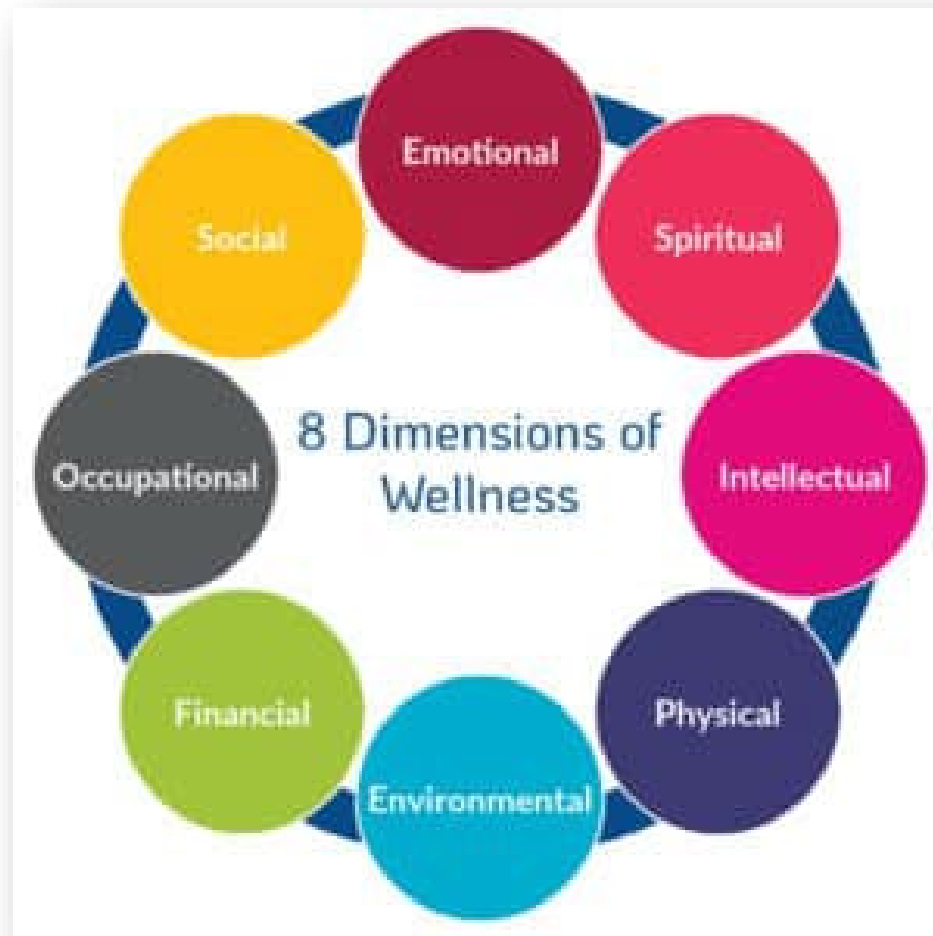 Emotional
Spiritual
Intellectual
Physical
Environmental
Financial
Occupational
Social
8 Dimensions of
Wellness